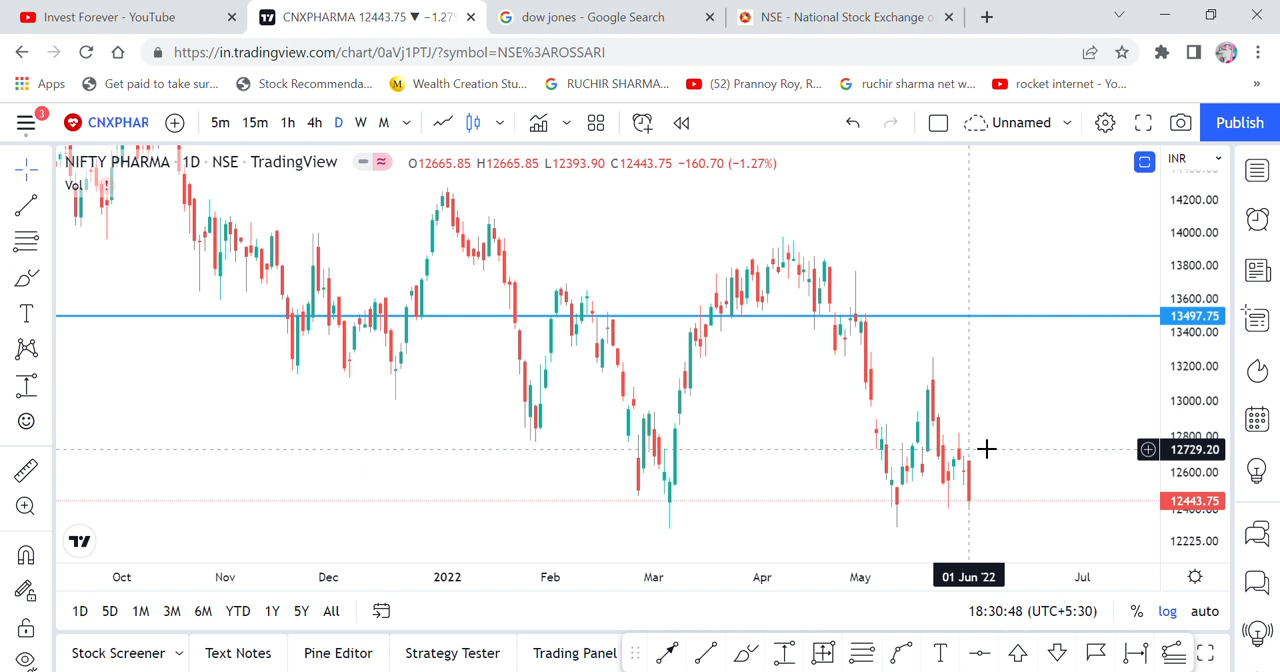 Invest Forever - YouTube
CNXPHARMA 12443.75 ▼ −1.27
dow jones - Google Search
NSE - National Stock Exchange o
https://in.tradingview.com/chart/0aVj1PTJ/?symbol=NSE%3AROSSARI
Apps
Get paid to take sur...
Stock Recommenda...
Wealth Creation Stu...
RUCHIR SHARMA...
(52) Prannoy Roy, R...
ruchir sharma net w...
rocket internet - Yo...
»
3
CNXPHAR
5m 15m 1h 4h D W M
Unnamed
Publish
NIFTY PHARMA · 1D · NSE · TradingView
O12665.85 H12665.85 L12393.90 C12443.75 −160.70 (−1.27%)
INR
Vol
14200.00
14000.00
13800.00
13600.00
13497.75
13400.00
13200.00
13000.00
12800.00
12729.20
12600.00
12443.75
12400.00
12225.00
Oct Nov Dec 2022 Feb Mar Apr May 01 Jun '22 Jul
1D 5D 1M 3M 6M YTD 1Y 5Y All
18:30:48 (UTC+5:30)
% log auto
Stock Screener
Text Notes
Pine Editor
Strategy Tester
Trading Panel